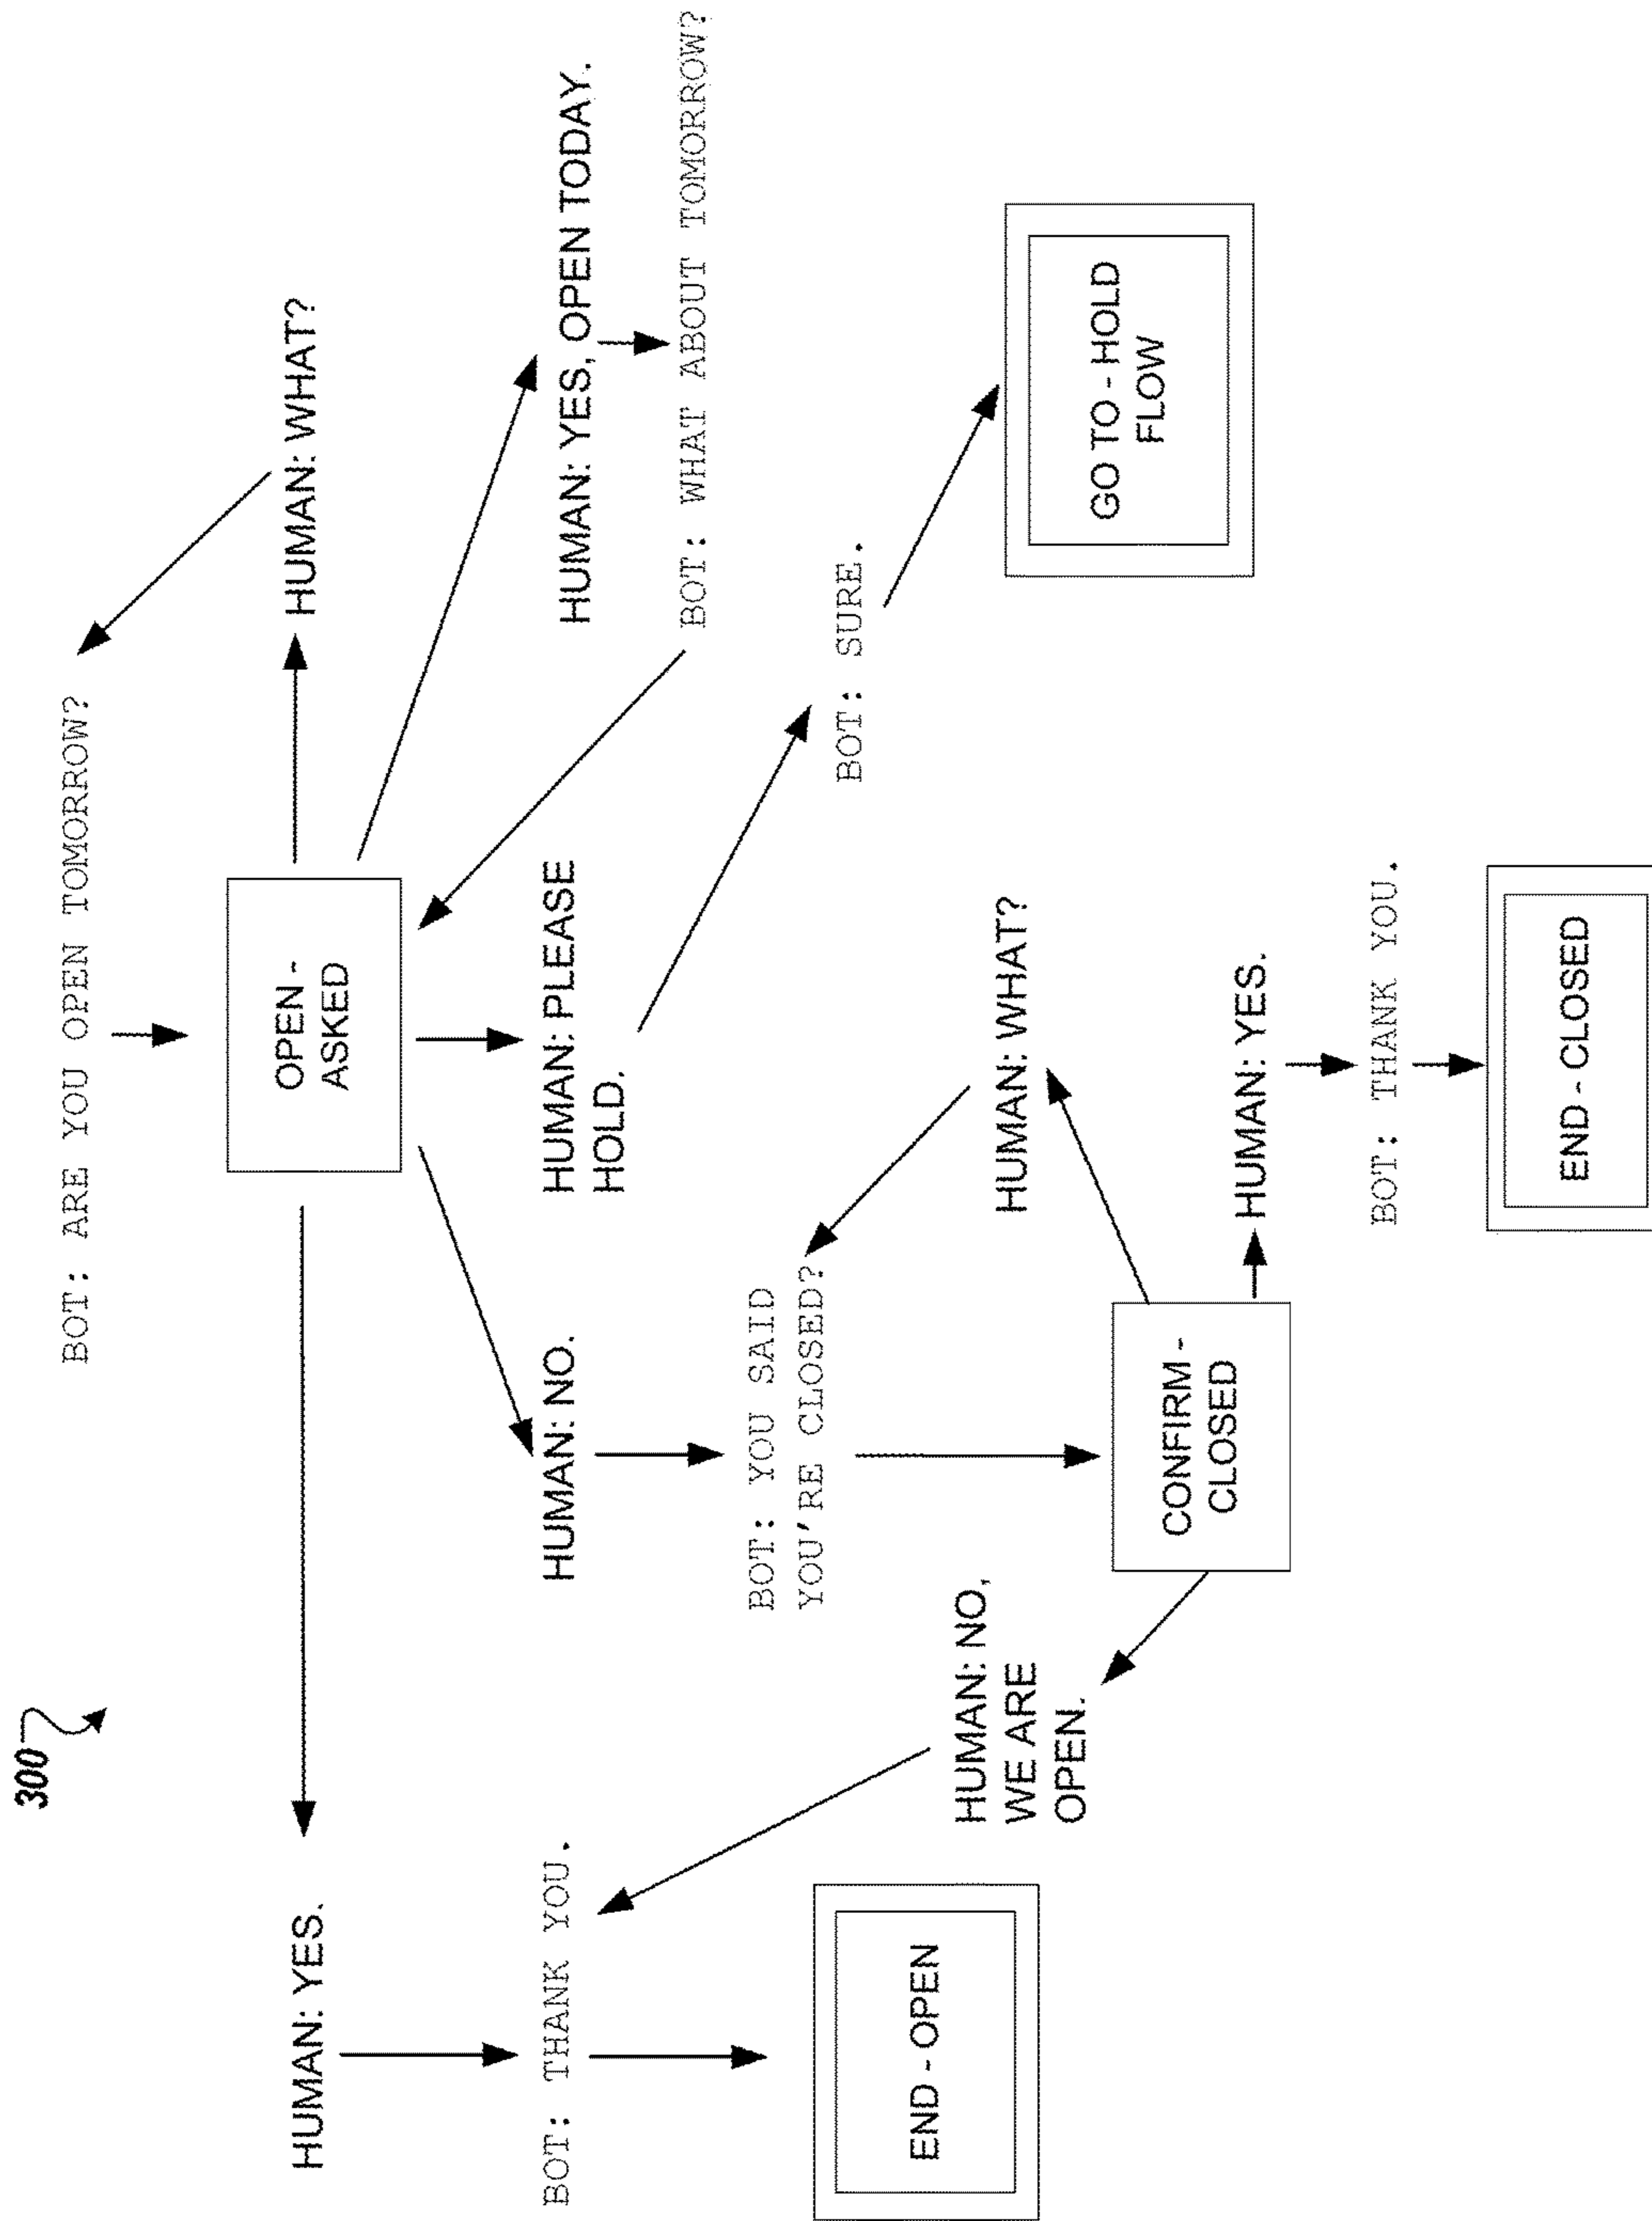 300
BOT: ARE YOU OPEN TOMORROW?
OPEN -
ASKED
HUMAN: YES.
HUMAN: WHAT?
HUMAN: NO.
HUMAN: PLEASE
HOLD.
HUMAN: YES, OPEN TODAY.
BOT: THANK YOU.
BOT: WHAT ABOUT TOMORROW?
BOT: YOU SAID
YOU'RE CLOSED?
BOT: SURE.
END - OPEN
HUMAN: NO,
WE ARE
OPEN.
HUMAN: WHAT?
GO TO - HOLD
FLOW
CONFIRM -
CLOSED
HUMAN: YES.
BOT: THANK YOU.
END - CLOSED